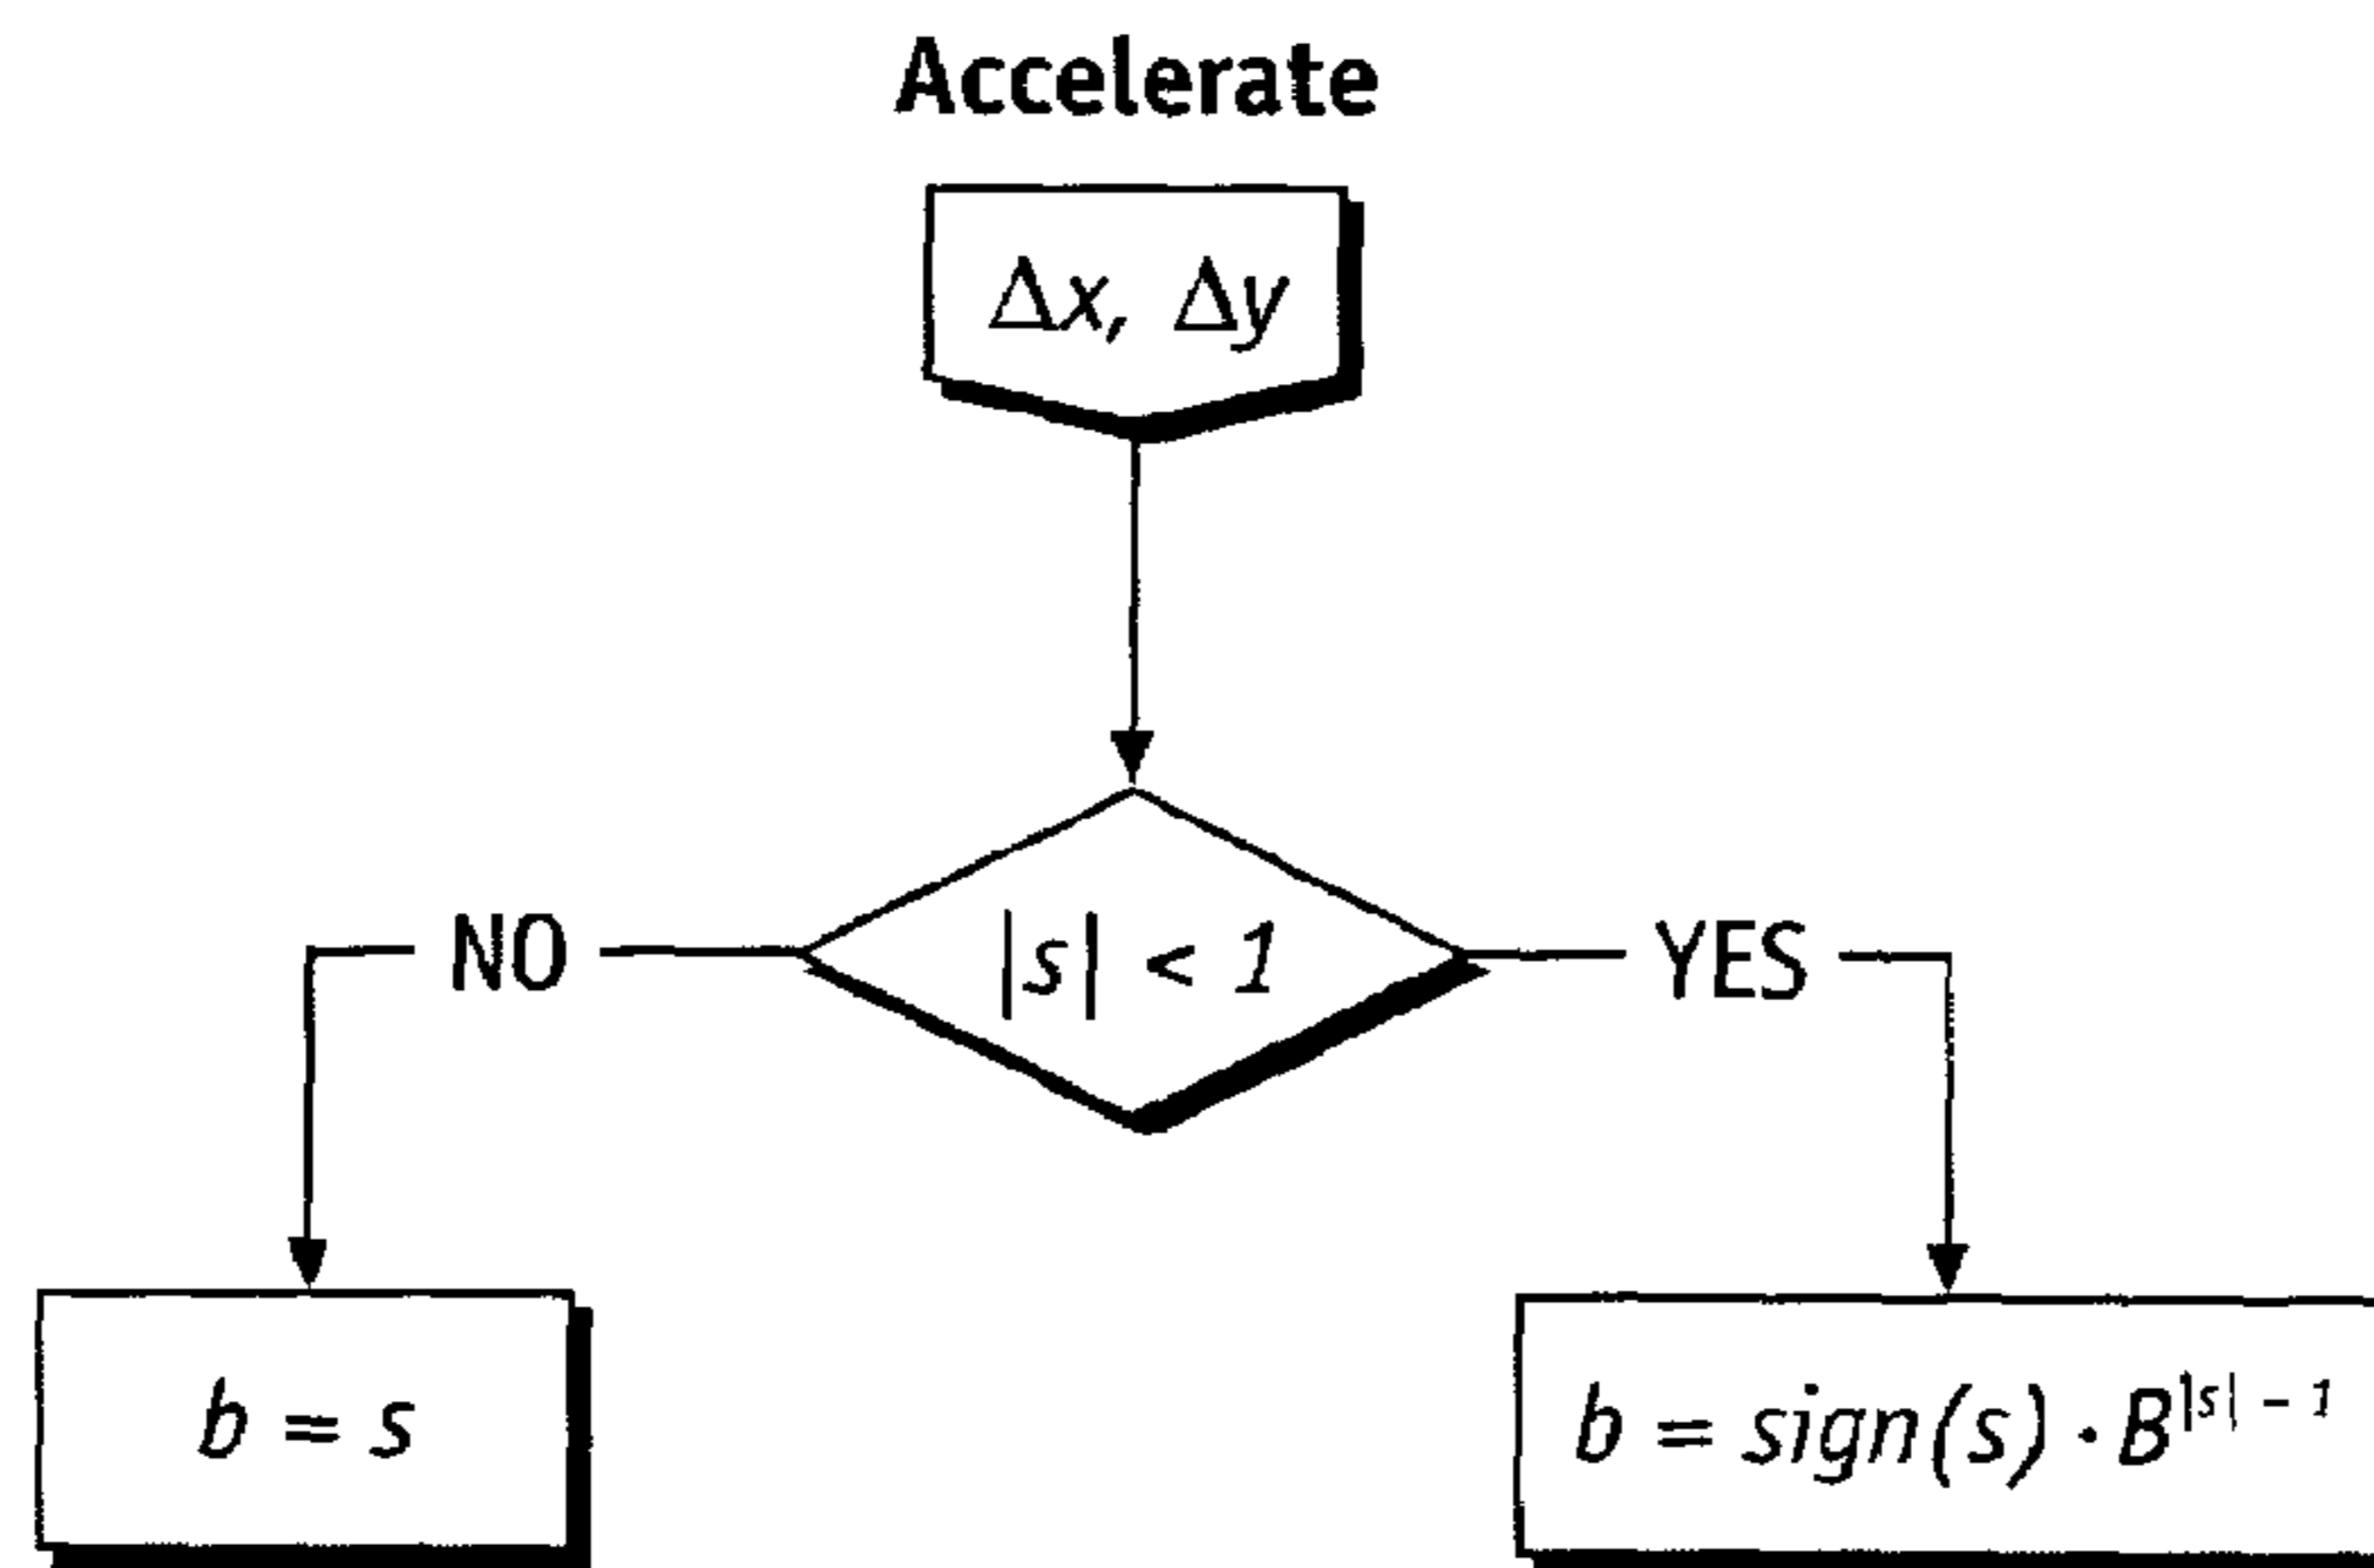 Accelerate
Δx, Δy
NO
|s| < 1
YES
b = s
b = sign(s) · B^{|s| – 1}